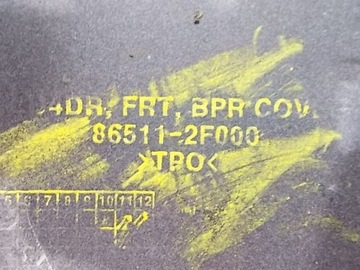 4DR, FRT, BPR COV.
86511-2F000
>TPO<
5 6 7 8 9 10 11 12